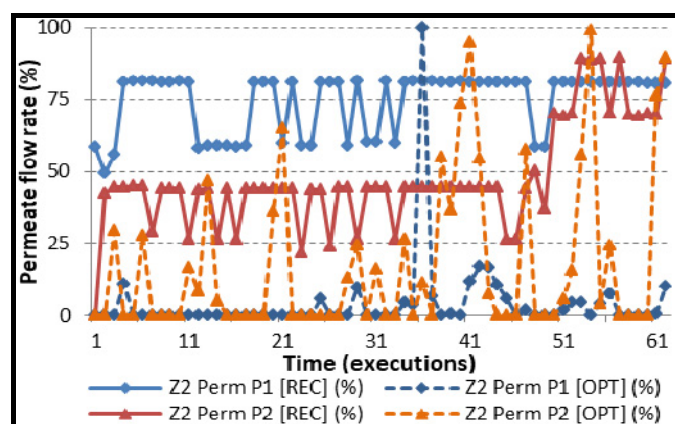 Permeate flow rate (%)
100
75
50
25
0
1 11 21 31 41 51 61
Time (executions)
Z2 Perm P1 [REC] (%) Z2 Perm P1 [OPT] (%)
Z2 Perm P2 [REC] (%) Z2 Perm P2 [OPT] (%)